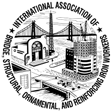 INTERNATIONAL ASSOCIATION OF
BRIDGE, STRUCTURAL, ORNAMENTAL, AND REINFORCING IRON WORKERS